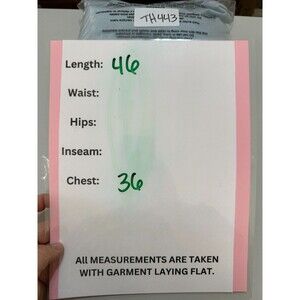 TH443
Length: 46
Waist:
Hips:
Inseam:
Chest: 36
All MEASUREMENTS ARE TAKEN
WITH GARMENT LAYING FLAT.